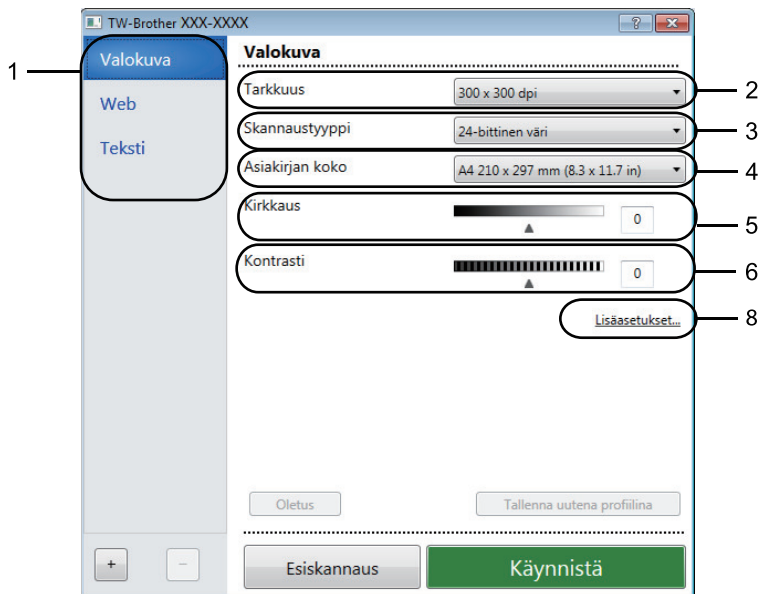 TW-Brother XXX-XXXX
?
1
Valokuva
Web
Teksti
Valokuva
Tarkkuus 300 x 300 dpi 2
Skannaustyyppi 24-bittinen väri 3
Asiakirjan koko A4 210 x 297 mm (8.3 x 11.7 in) 4
Kirkkaus 0 5
Kontrasti 0 6
Lisäasetukset... 8
Oletus Tallenna uutena profiilina
+ - Esiskannaus Käynnistä